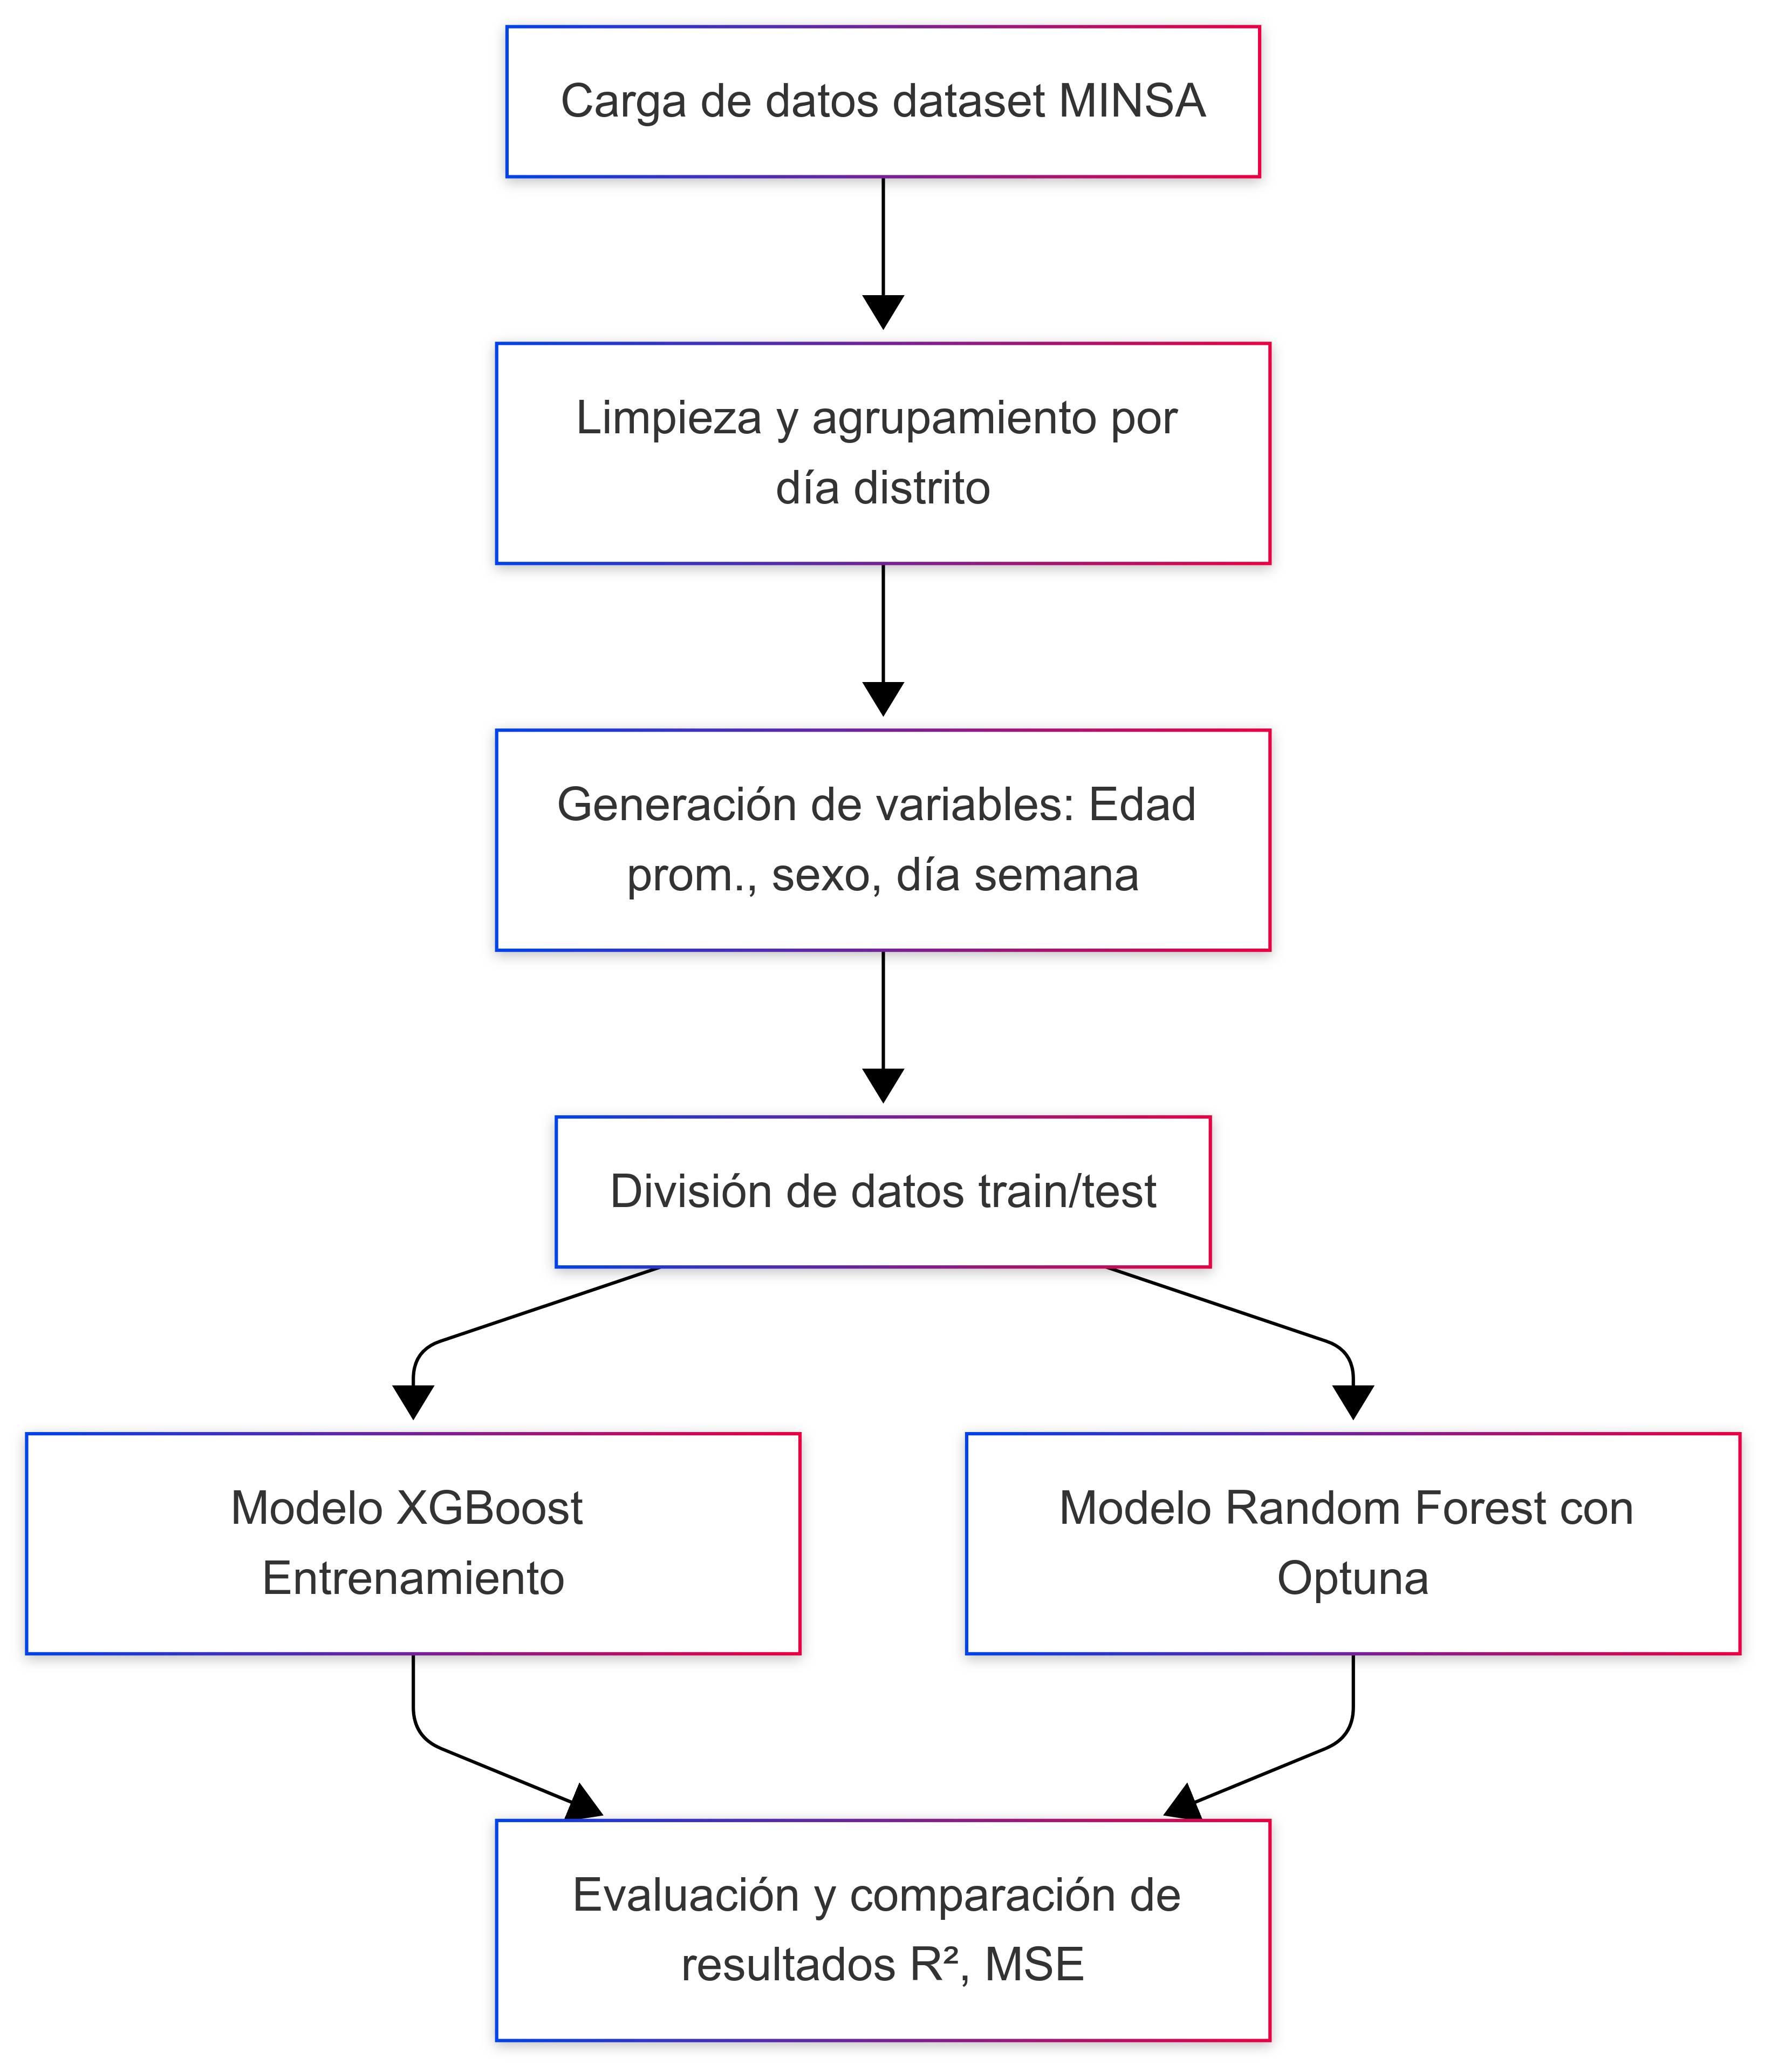 Carga de datos dataset MINSA
Limpieza y agrupamiento por
día distrito
Generación de variables: Edad
prom., sexo, día semana
División de datos train/test
Modelo XGBoost
Entrenamiento
Modelo Random Forest con
Optuna
Evaluación y comparación de
resultados R², MSE